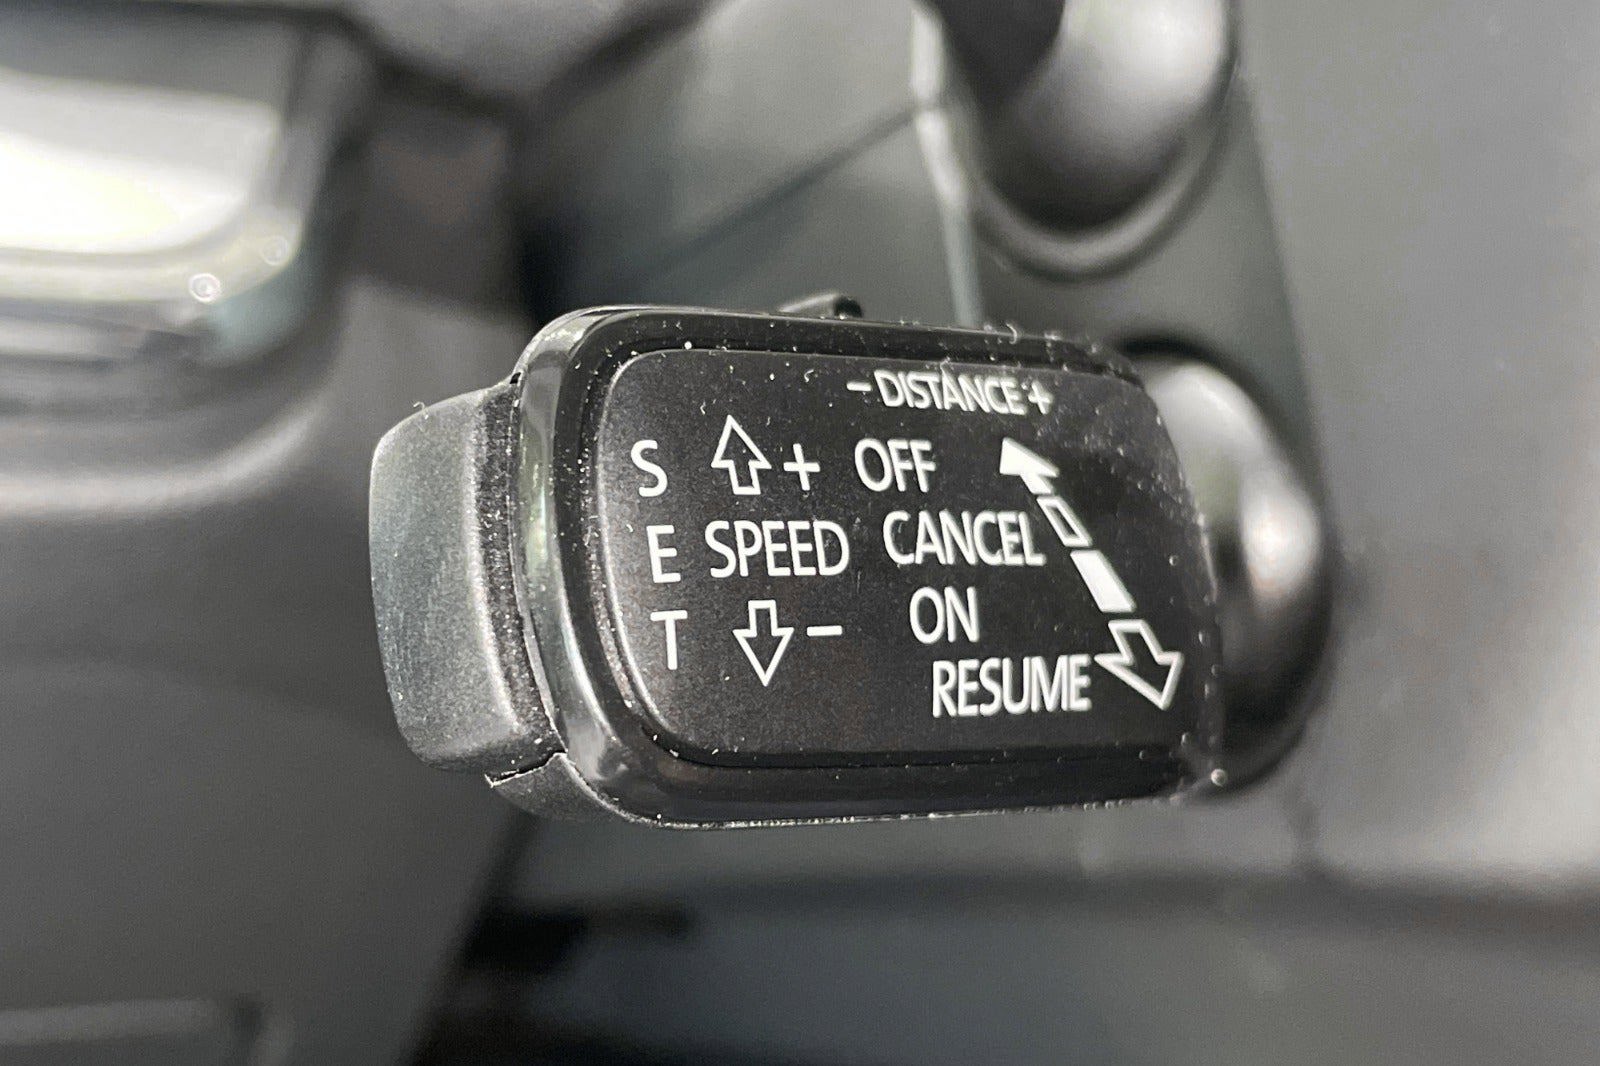 - DISTANCE +
S + OFF
E SPEED CANCEL
T - ON
RESUME